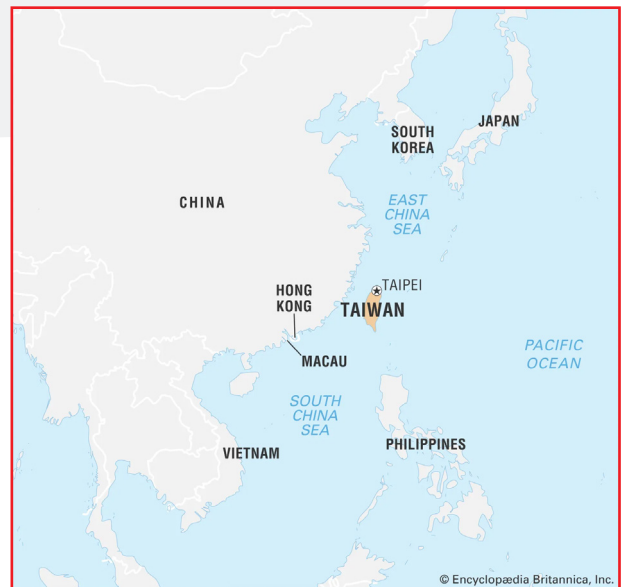 JAPAN
SOUTH
KOREA
EAST
CHINA
SEA
CHINA
TAIPEI
HONG
KONG
TAIWAN
MACAU
PACIFIC
OCEAN
SOUTH
CHINA
SEA
PHILIPPINES
VIETNAM
© Encyclopædia Britannica, Inc.